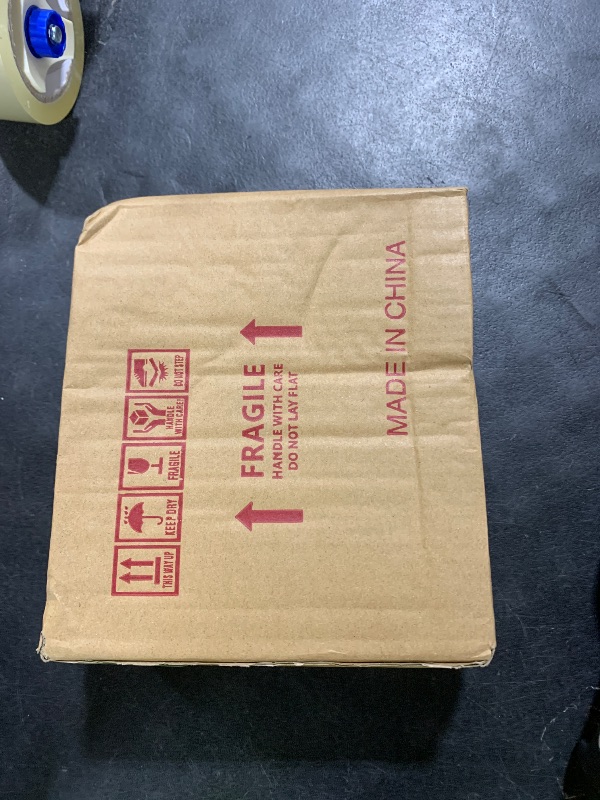 THIS WAY UP
KEEP DRY
FRAGILE
HANDLE
WITH CARE
DO NOT STEP
FRAGILE
HANDLE WITH CARE
DO NOT LAY FLAT
MADE IN CHINA